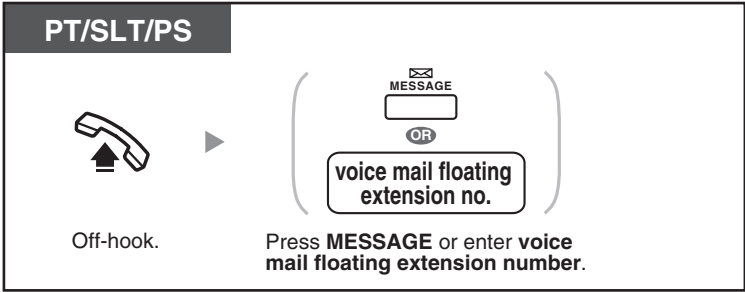 PT/SLT/PS
MESSAGE
OR
voice mail floating
extension no.
Off-hook.
Press MESSAGE or enter voice
mail floating extension number.